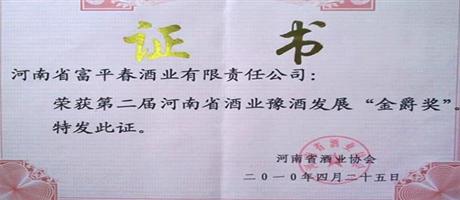 证 书
河南省富平春酒业有限责任公司：
荣获第二届河南省酒业豫酒发展“金爵奖”。
特发此证。
河南省酒业协会
二〇一〇年四月二十五日